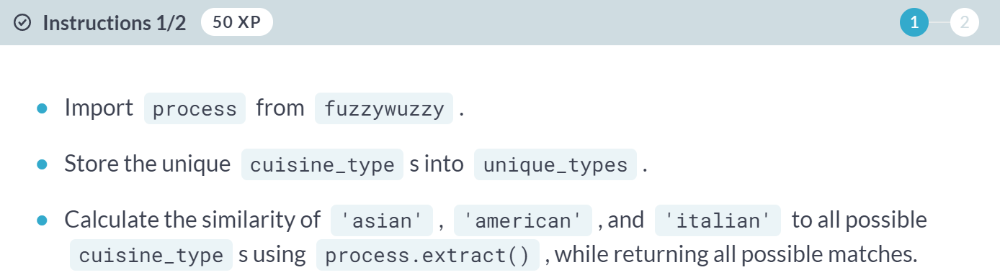 Instructions 1/2 50 XP 1 2
Import process from fuzzywuzzy .
Store the unique cuisine_type s into unique_types .
Calculate the similarity of 'asian' , 'american' , and 'italian' to all possible
cuisine_type s using process.extract() , while returning all possible matches.